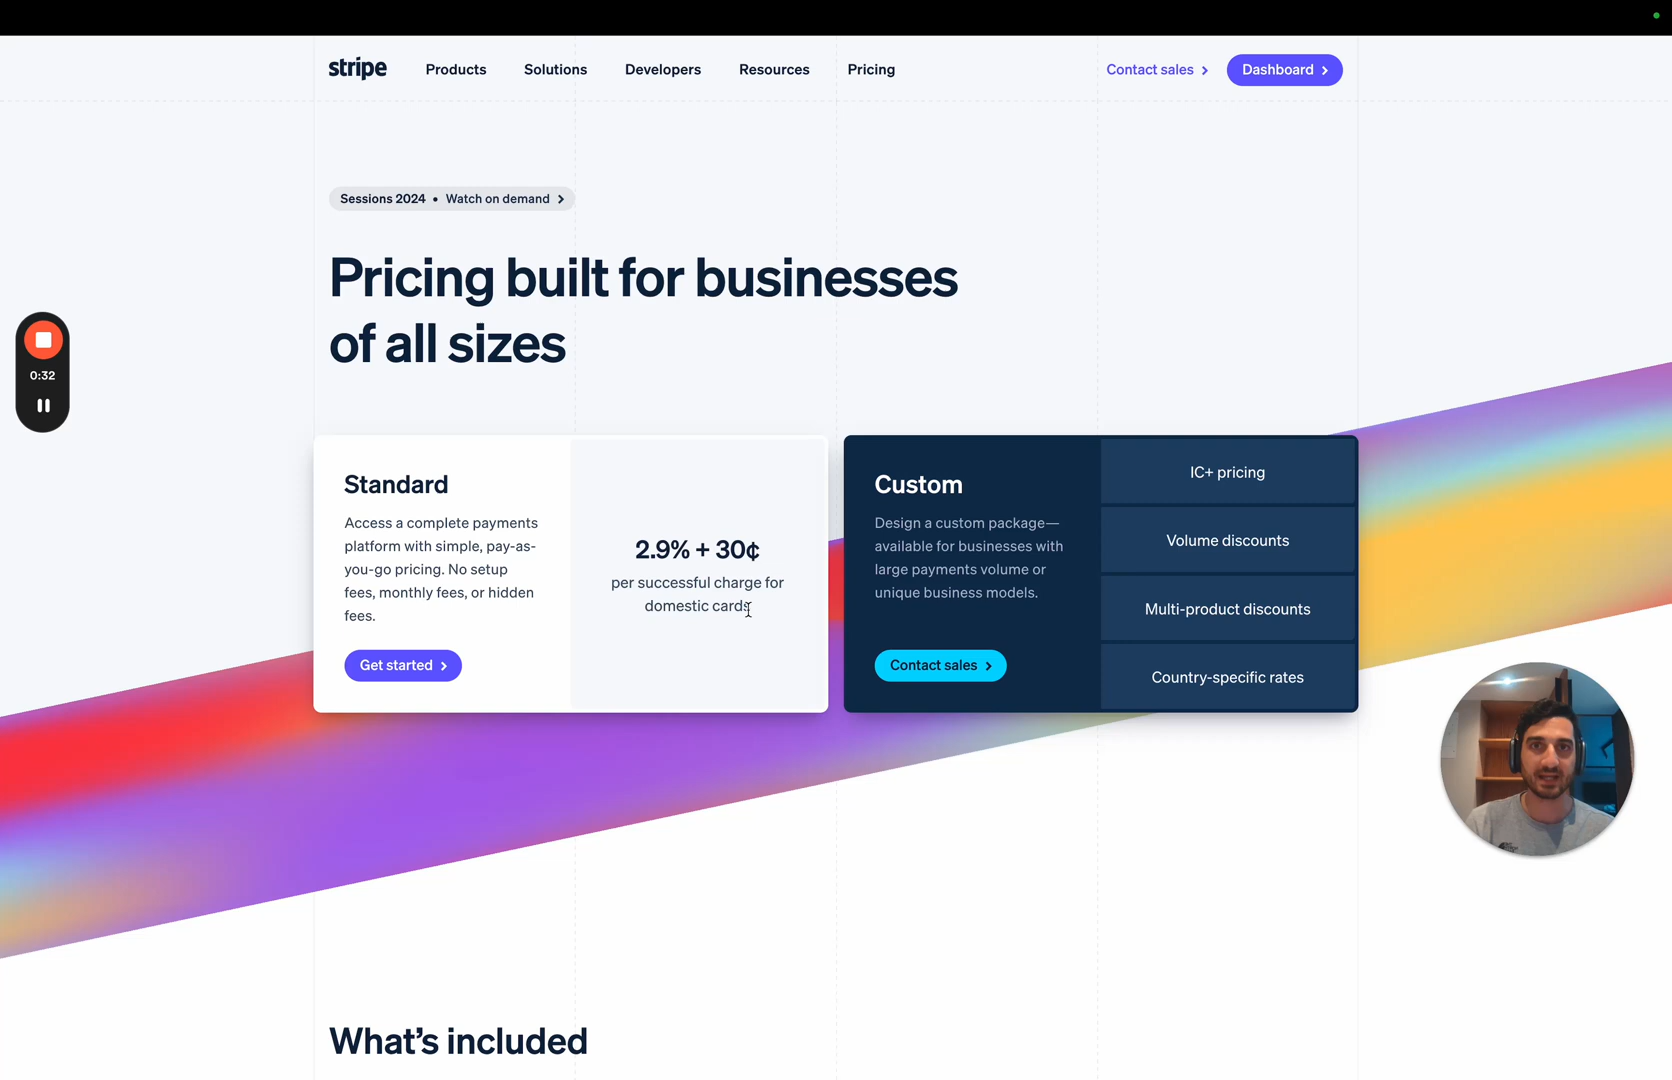 stripe
Products
Solutions
Developers
Resources
Pricing
Contact sales
Dashboard
Sessions 2024 • Watch on demand
Pricing built for businesses
of all sizes
0:32
Standard
Access a complete payments
platform with simple, pay-as-
you-go pricing. No setup
fees, monthly fees, or hidden
fees.
Get started
2.9% + 30¢
per successful charge for
domestic cards
Custom
Design a custom package—
available for businesses with
large payments volume or
unique business models.
Contact sales
IC+ pricing
Volume discounts
Multi-product discounts
Country-specific rates
What's included